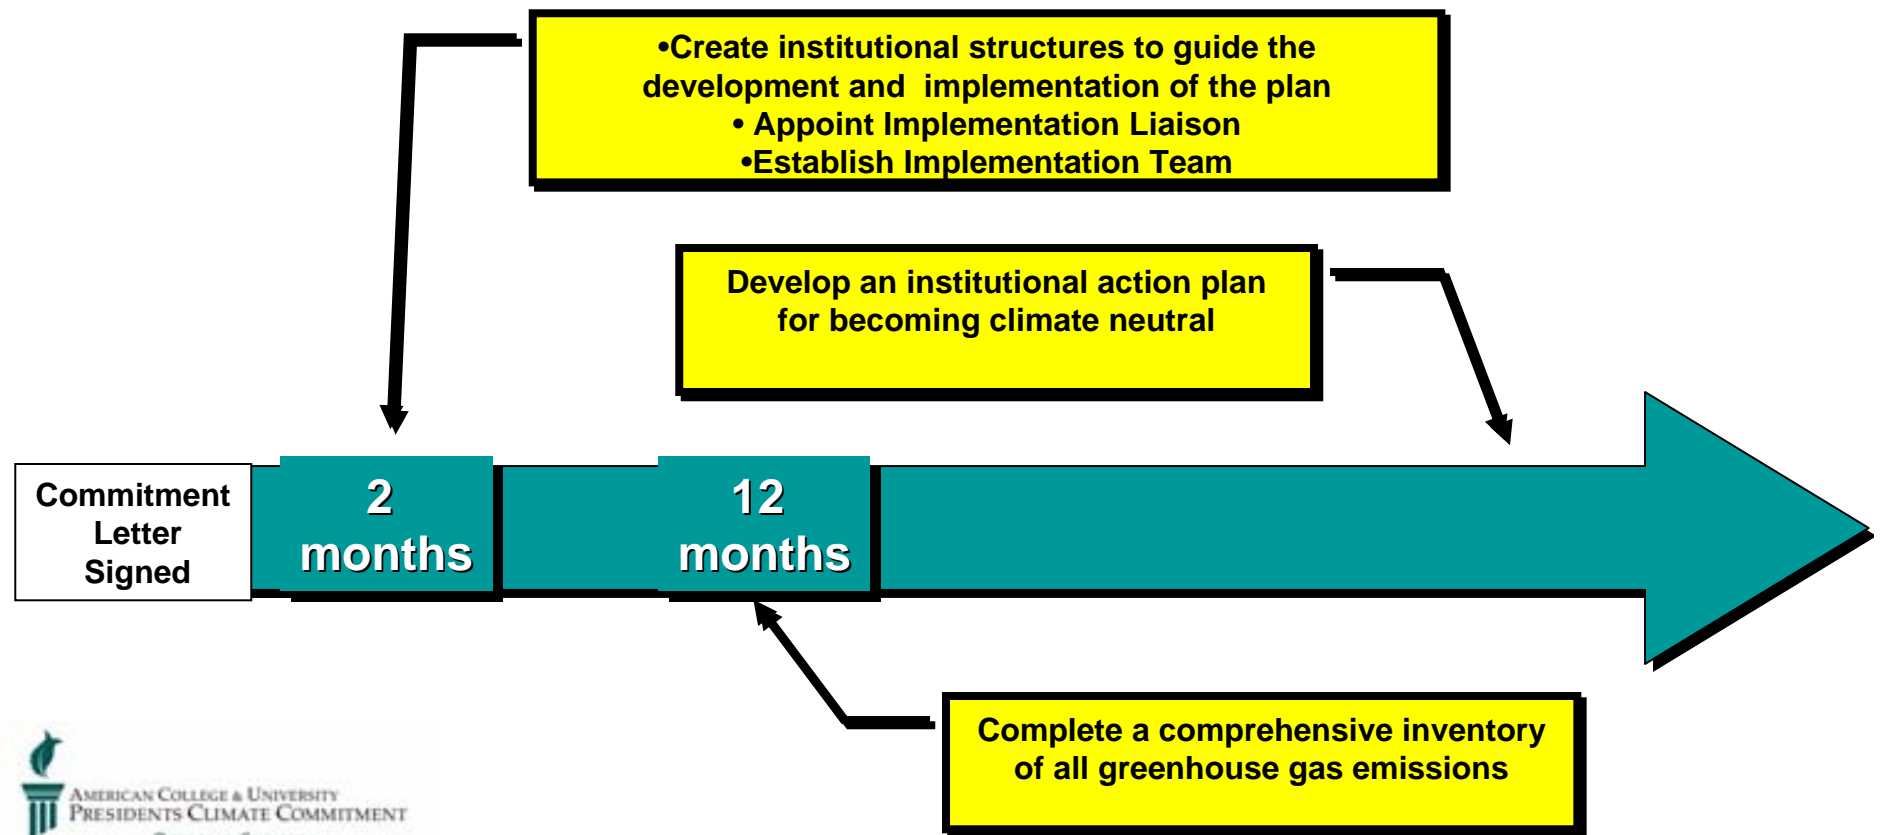 •Create institutional structures to guide the
development and implementation of the plan
• Appoint Implementation Liaison
•Establish Implementation Team
Develop an institutional action plan
for becoming climate neutral
Commitment
Letter
Signed
2
months
12
months
Complete a comprehensive inventory
of all greenhouse gas emissions
AMERICAN COLLEGE & UNIVERSITY
PRESIDENTS CLIMATE COMMITMENT